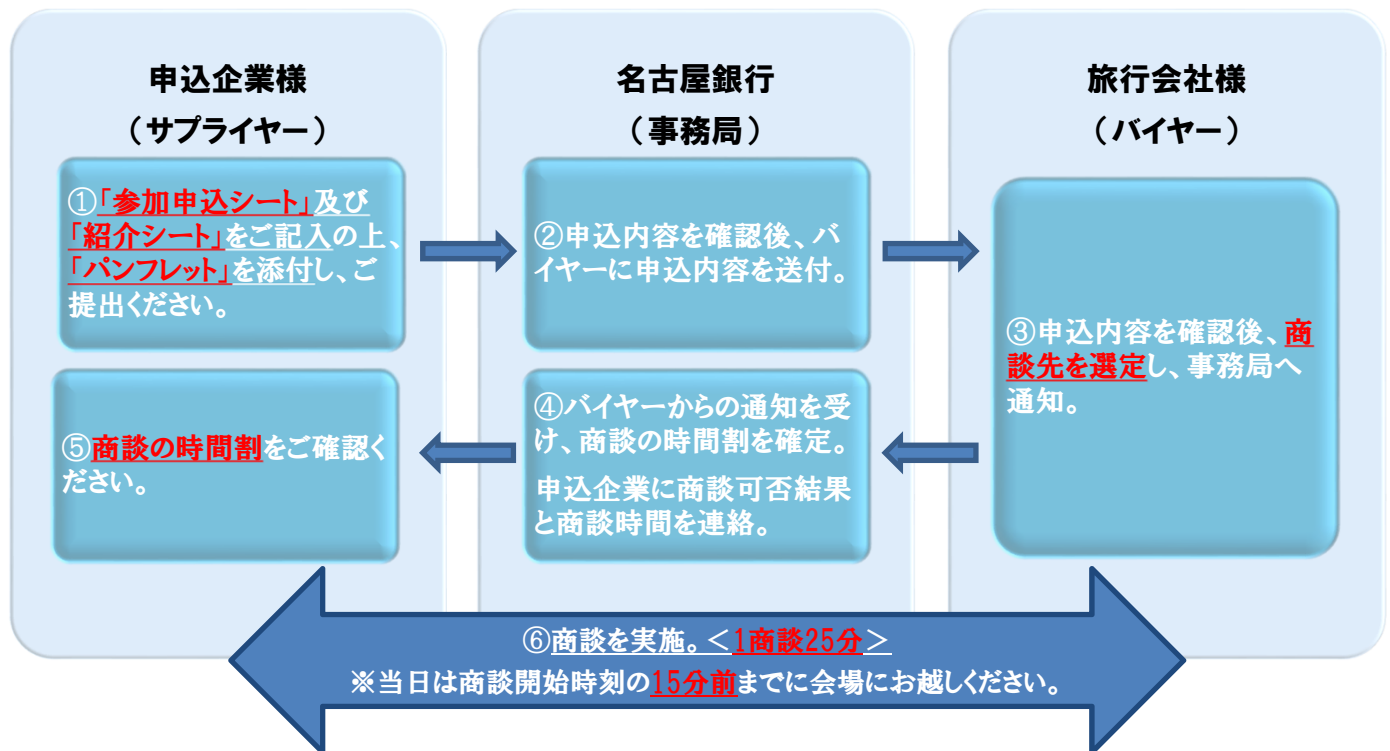 申込企業様
（サプライヤー）
名古屋銀行
（事務局）
旅行会社様
（バイヤー）
①「参加申込シート」及び
「紹介シート」をご記入の上、
「パンフレット」を添付し、ご
提出ください。
②申込内容を確認後、バ
イヤーに申込内容を送付。
③申込内容を確認後、商
談先を選定し、事務局へ
通知。
④バイヤーからの通知を受
け、商談の時間割を確定。
申込企業に商談可否結果
と商談時間を連絡。
⑤商談の時間割をご確認く
ださい。
⑥商談を実施。＜1商談25分＞
※当日は商談開始時刻の15分前までに会場にお越しください。